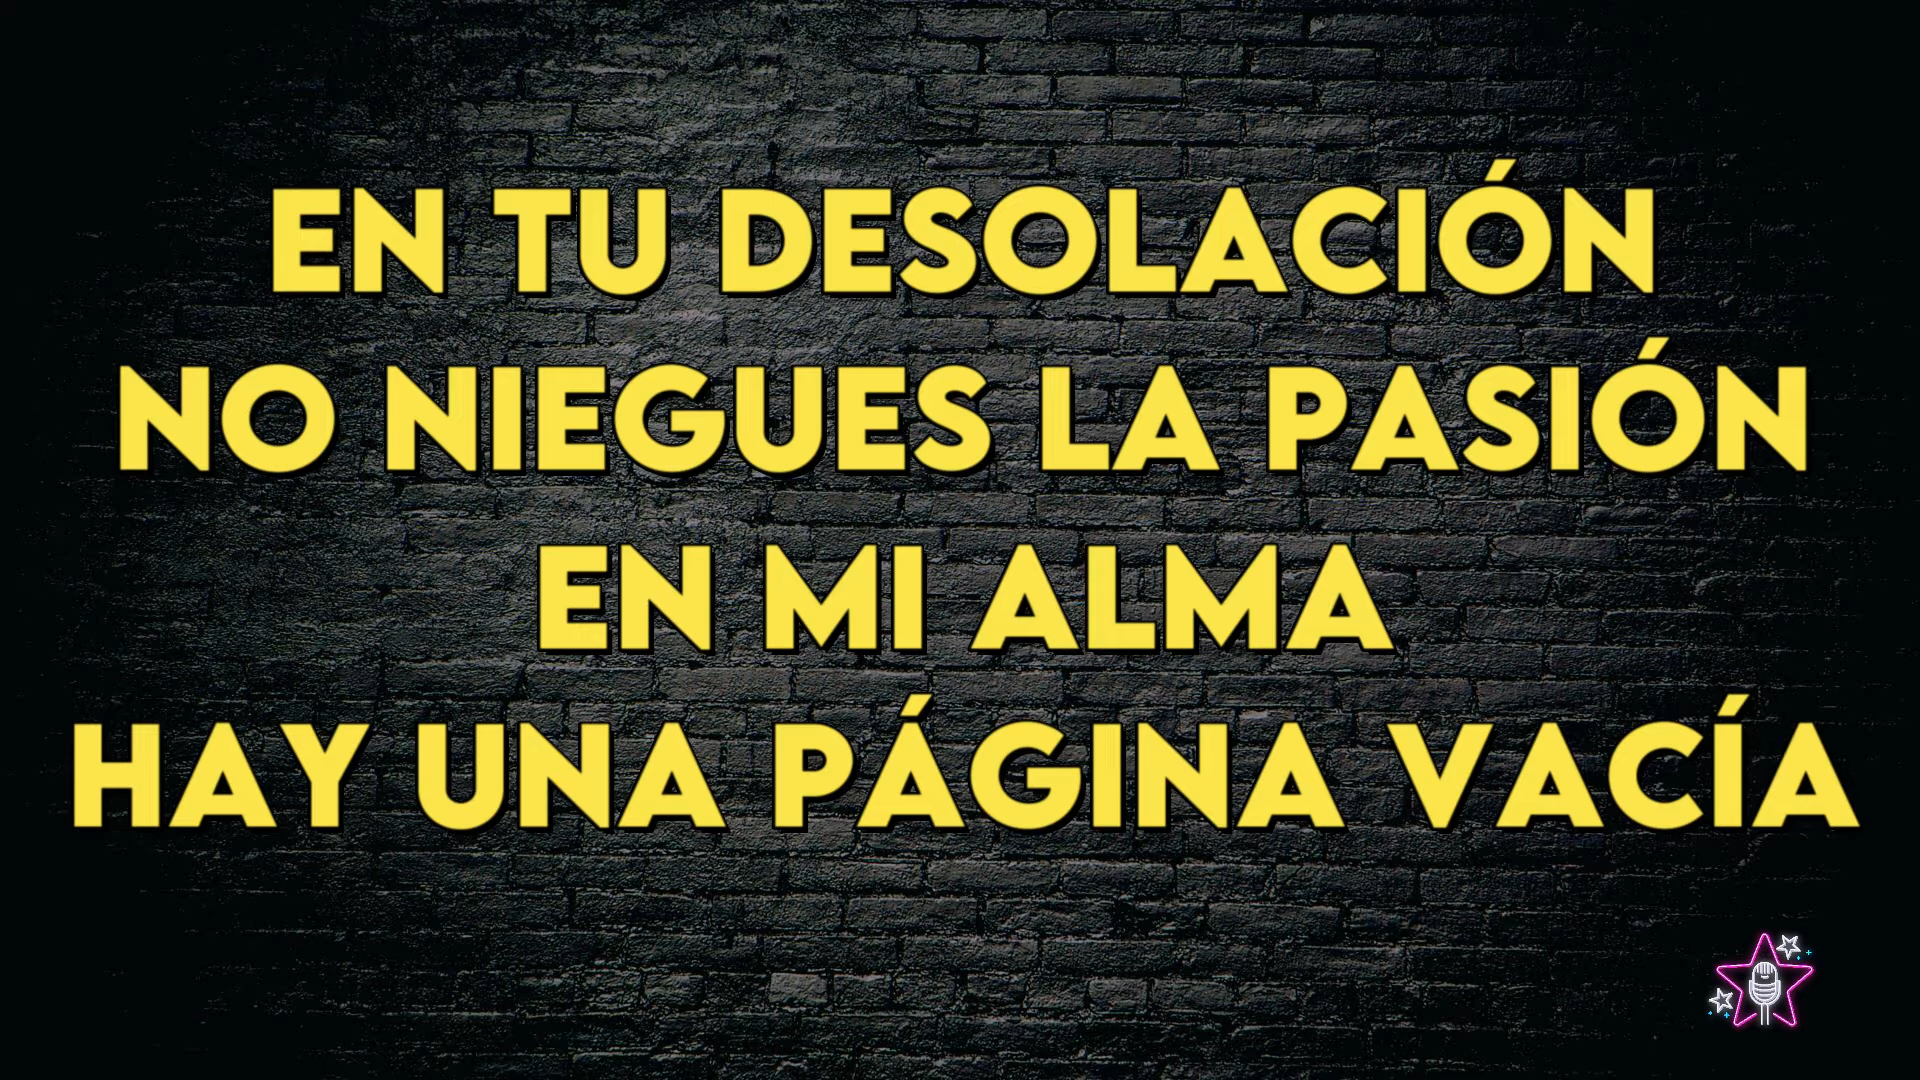 EN TU DESOLACIÓN
NO NIEGUES LA PASIÓN
EN MI ALMA
HAY UNA PÁGINA VACÍA